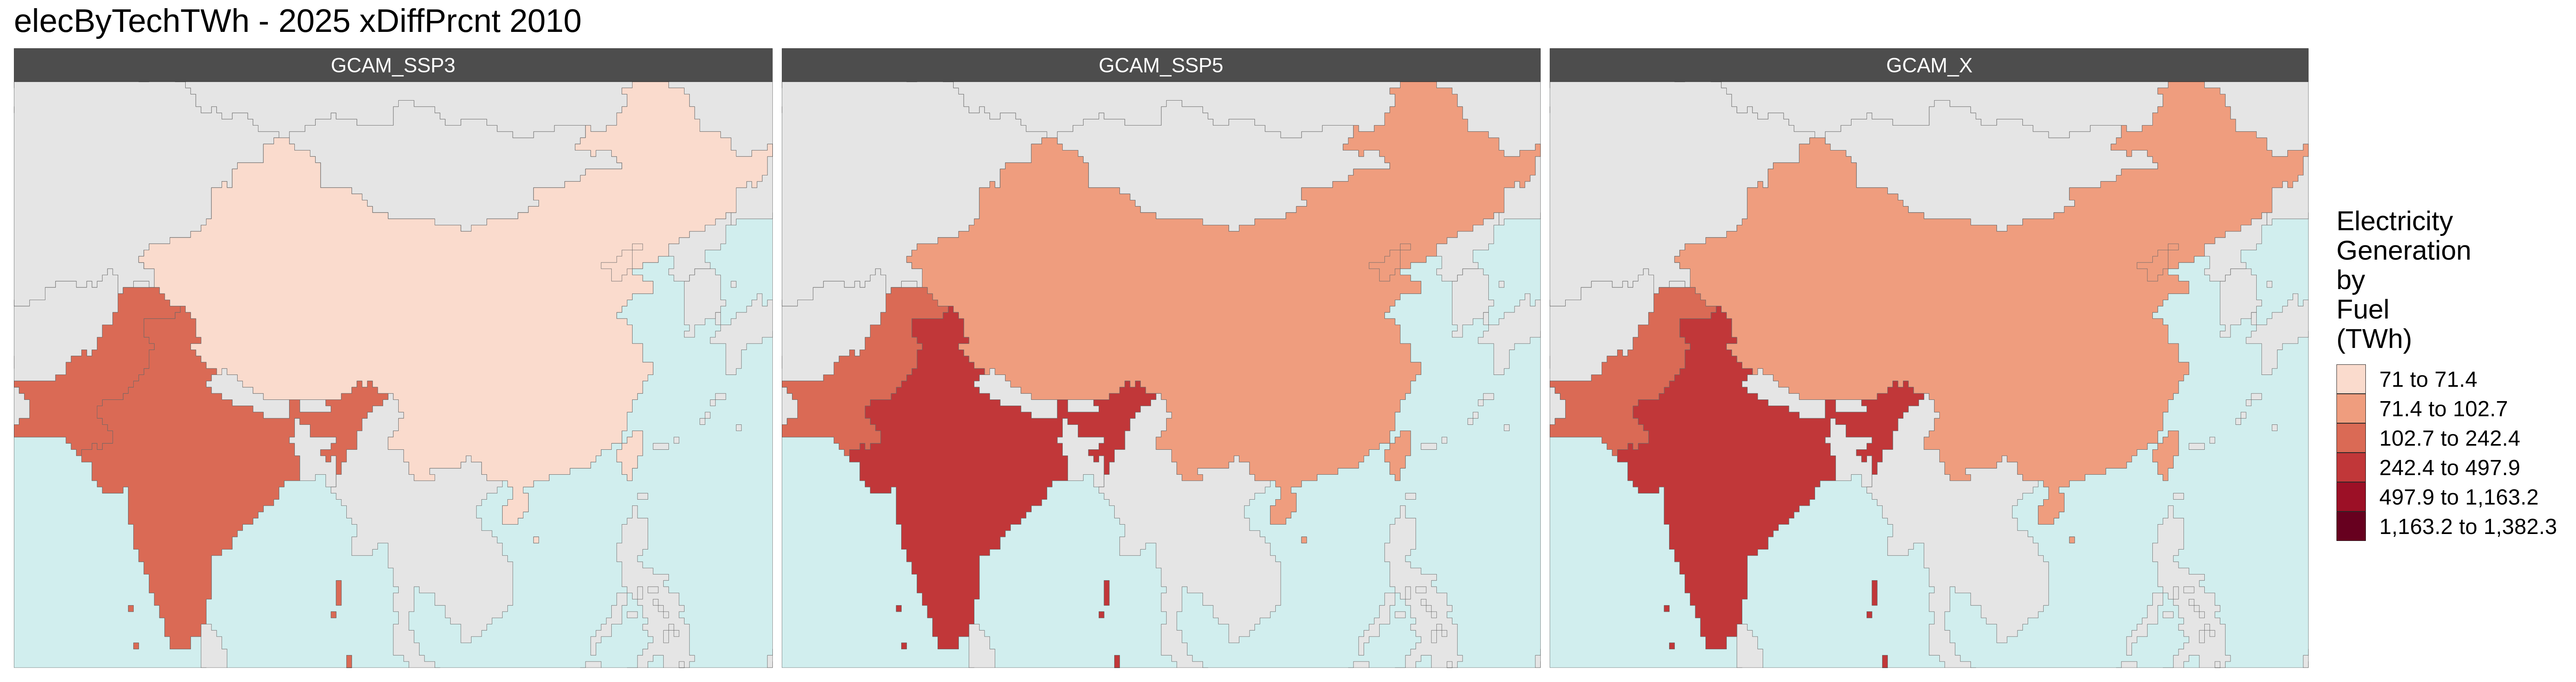 elecByTechTWh - 2025 xDiffPrcnt 2010
GCAM_SSP3
GCAM_SSP5
GCAM_X
Electricity
Generation
by
Fuel
(TWh)
71 to 71.4
71.4 to 102.7
102.7 to 242.4
242.4 to 497.9
497.9 to 1,163.2
1,163.2 to 1,382.3